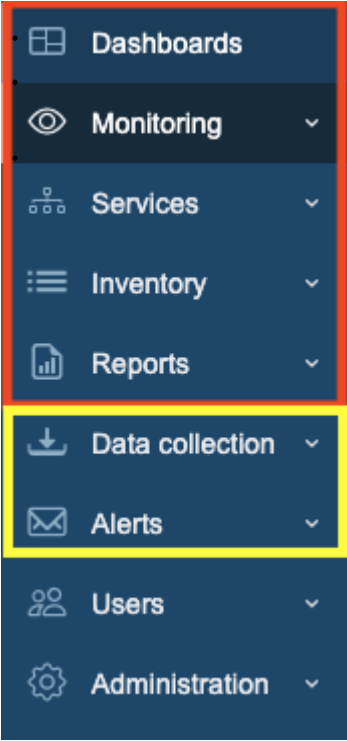 Dashboards
Monitoring
Services
Inventory
Reports
Data collection
Alerts
Users
Administration